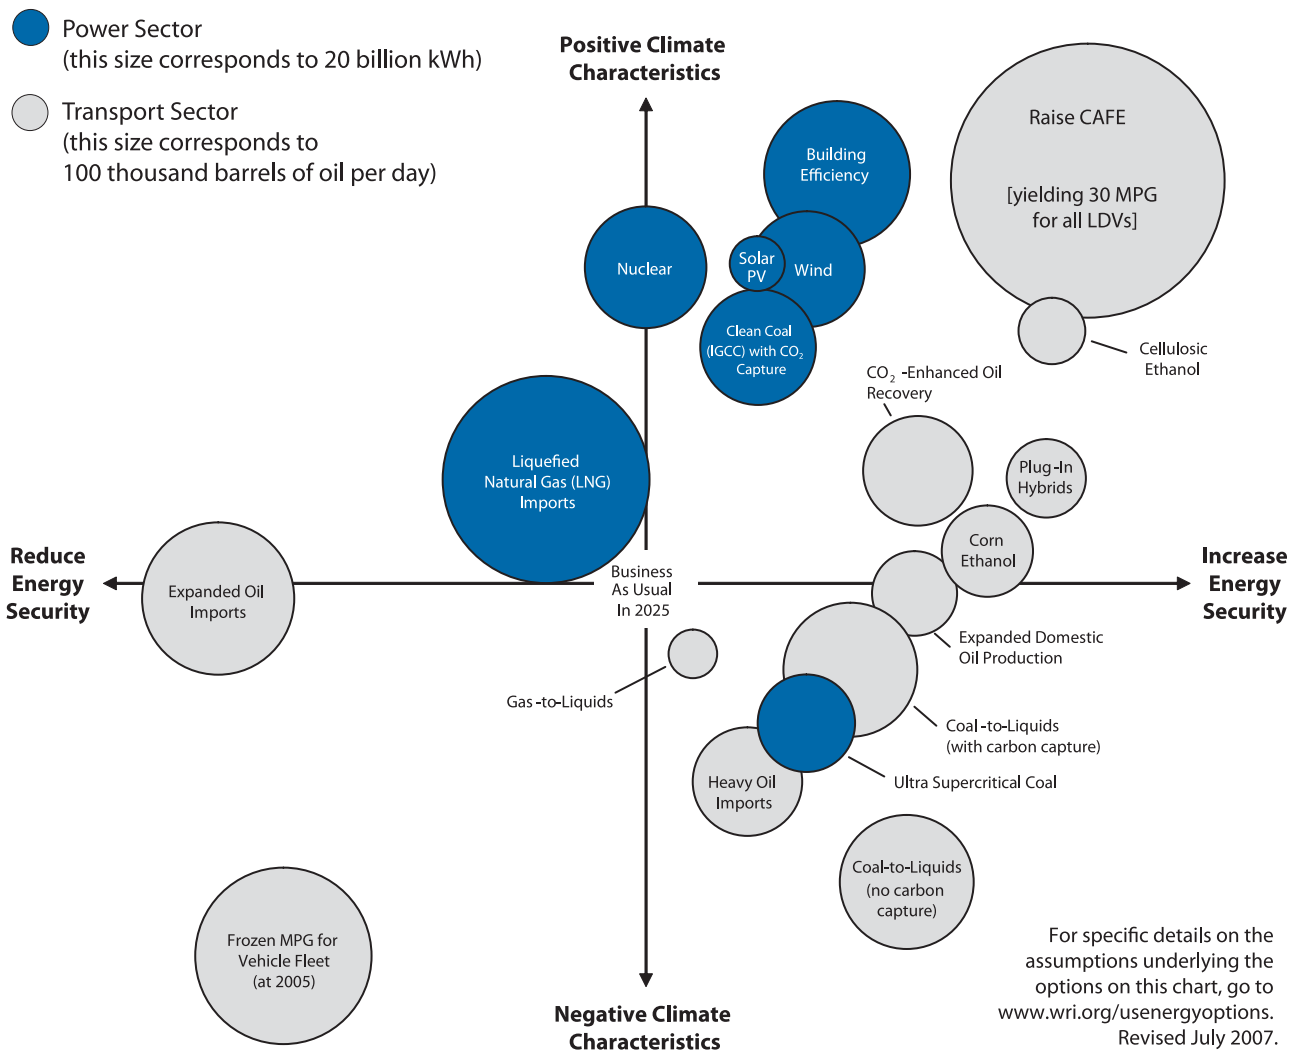 Power Sector
(this size corresponds to 20 billion kWh)
Transport Sector
(this size corresponds to
100 thousand barrels of oil per day)
Positive Climate
Characteristics
Raise CAFE
[yielding 30 MPG
for all LDVs]
Building
Efficiency
Nuclear
Solar
PV
Wind
Clean Coal
(IGCC) with CO₂
Capture
Cellosic
Ethanol
CO₂ -Enhanced Oil
Recovery
Liquefied
Natural Gas (LNG)
Imports
Plug-In
Hybrids
Corn
Ethanol
Reduce
Energy
Security
Expanded Oil
Imports
Business
As Usual
In 2025
Increase
Energy
Security
Expanded Domestic
Oil Production
Gas-to-Liquids
Coal-to-Liquids
(with carbon capture)
Ultra Supercritical Coal
Heavy Oil
Imports
Coal-to-Liquids
(no carbon
capture)
Frozen MPG for
Vehicle Fleet
(at 2005)
Negative Climate
Characteristics
For specific details on the
assumptions underlying the
options on this chart, go to
www.wri.org/usenergyoptions.
Revised July 2007.